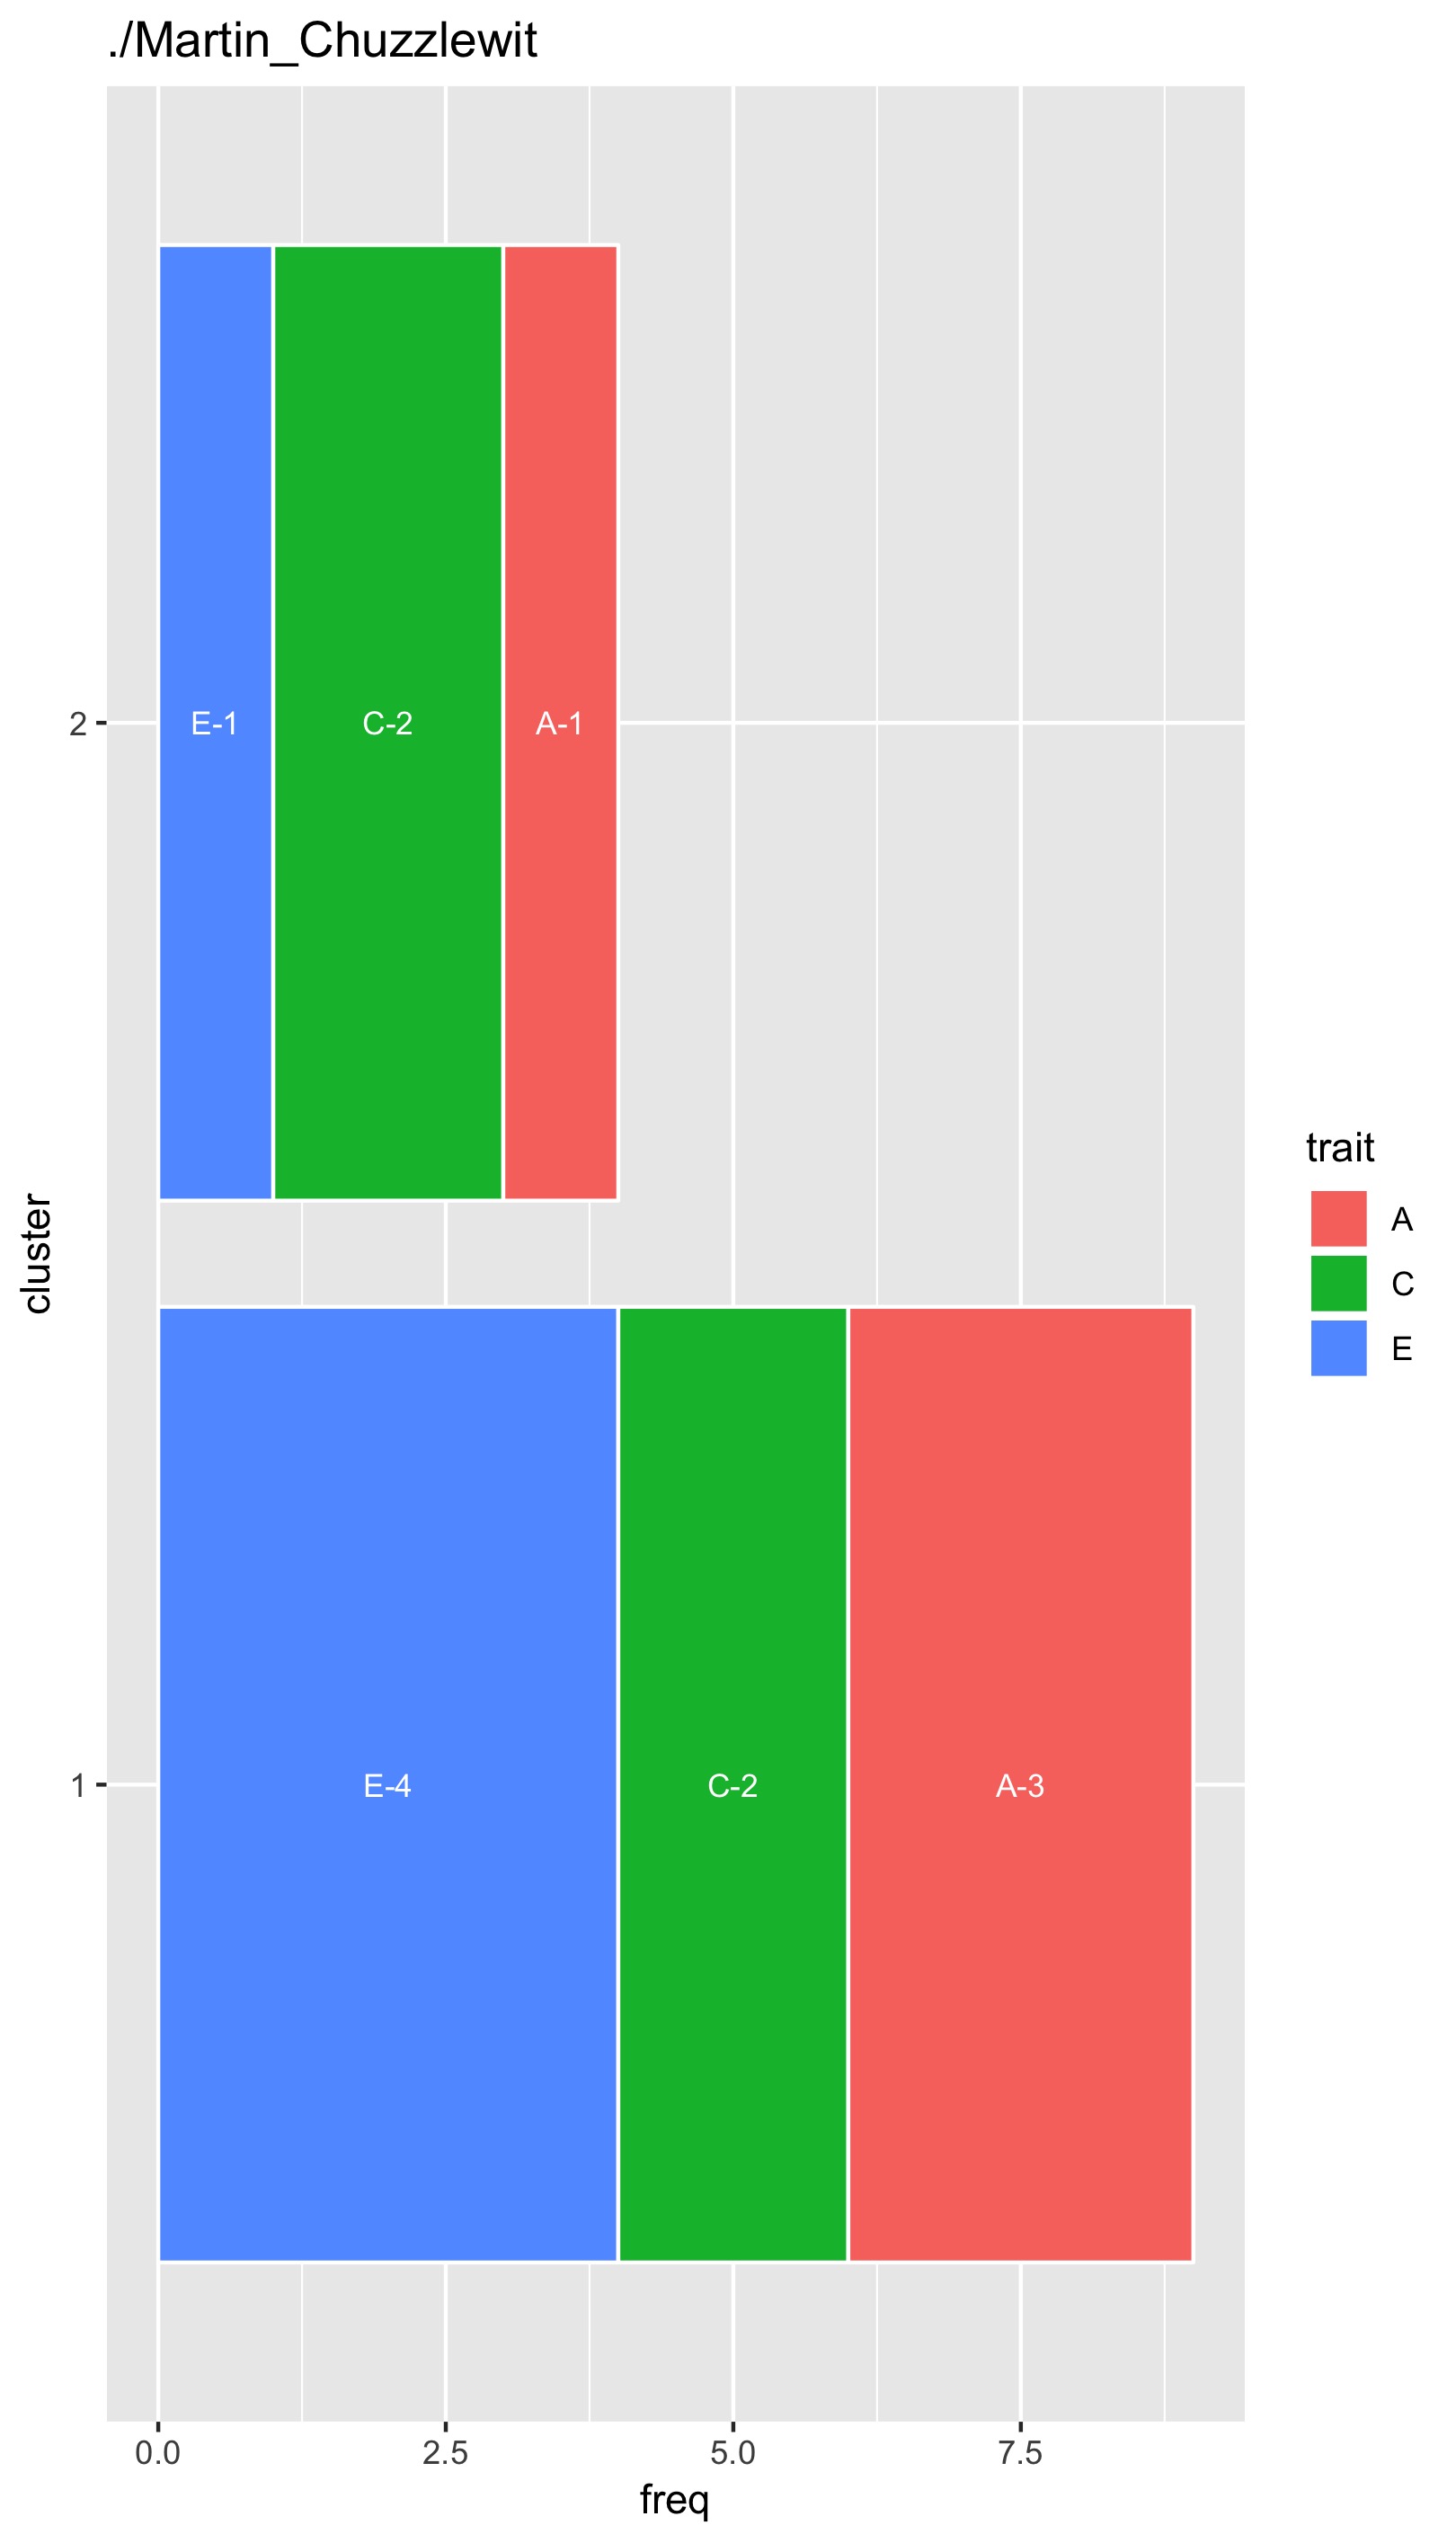 ./Martin_Chuzzlewit
2
E-1 C-2 A-1
cluster
trait
A
C
E
1
E-4 C-2 A-3
0.0 2.5 5.0 7.5
freq